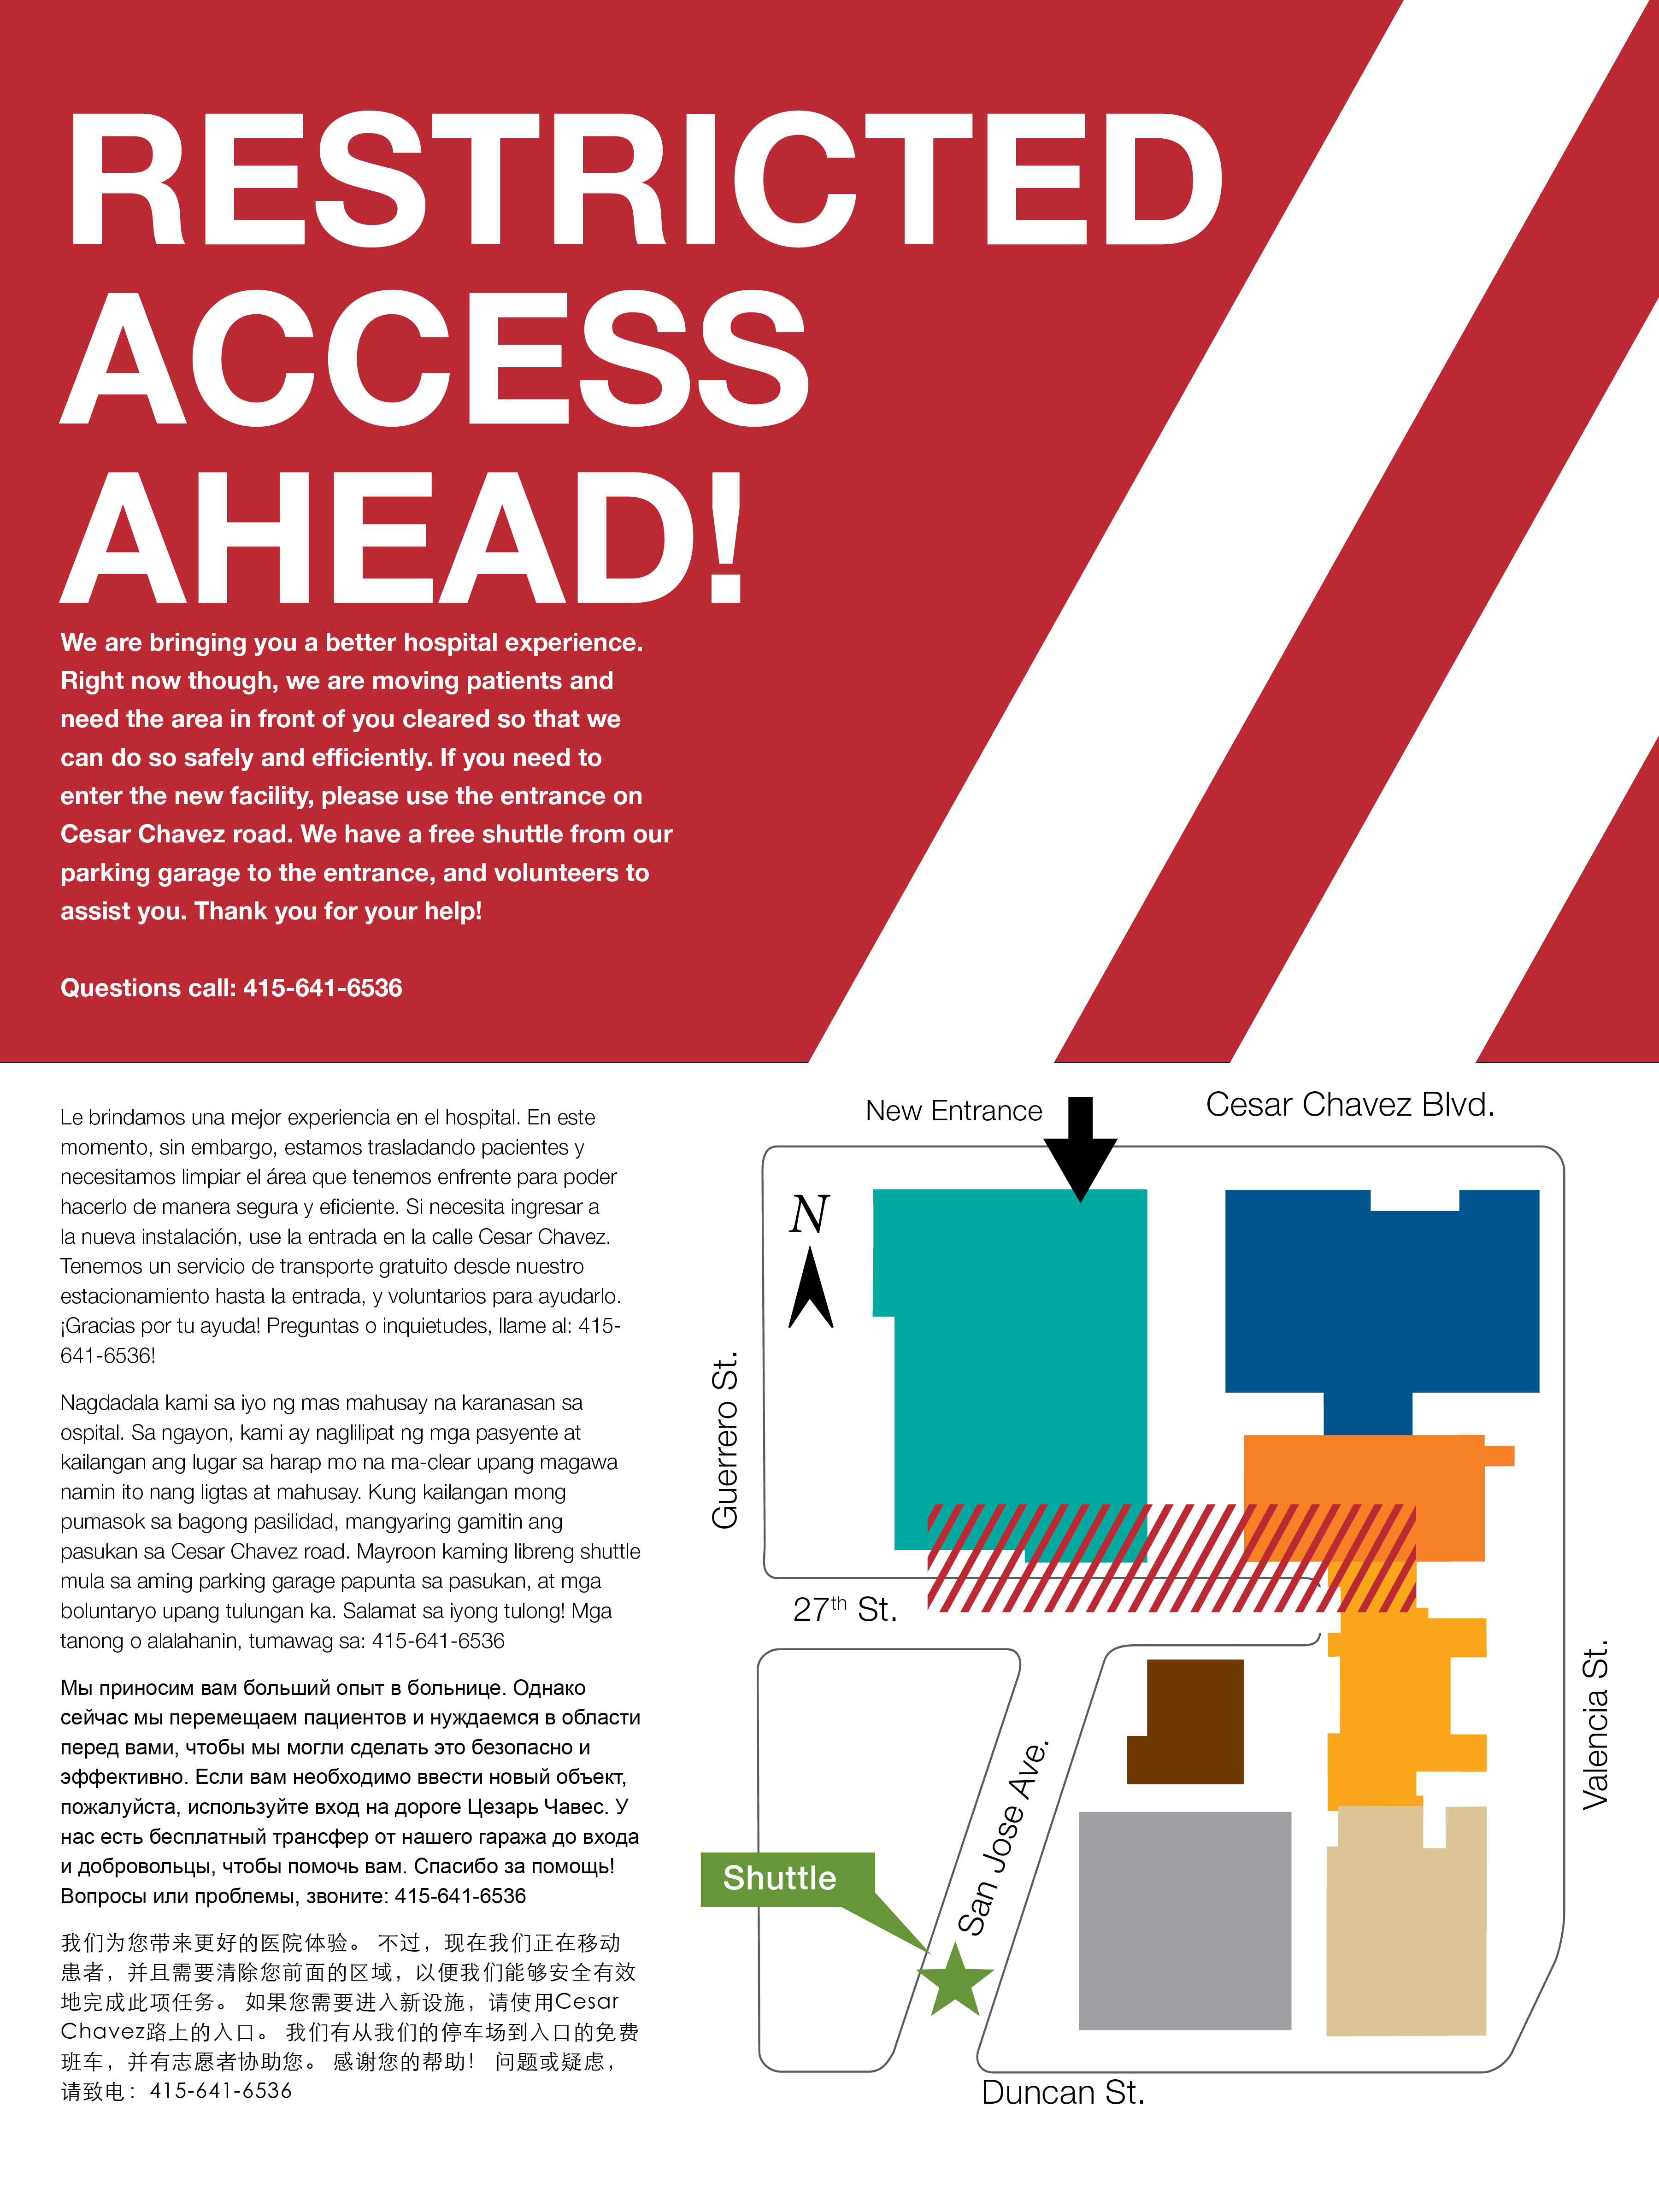 RESTRICTED
ACCESS
AHEAD!
We are bringing you a better hospital experience.
Right now though, we are moving patients and
need the area in front of you cleared so that we
can do so safely and efficiently. If you need to
enter the new facility, please use the entrance on
Cesar Chavez road. We have a free shuttle from our
parking garage to the entrance, and volunteers to
assist you. Thank you for your help!
Questions call: 415-641-6536
Le brindamos una mejor experiencia en el hospital. En este
momento, sin embargo, estamos trasladando pacientes y
necesitamos limpiar el área que tenemos enfrente para poder
hacerlo de manera segura y eficiente. Si necesita ingresar a
la nueva instalación, use la entrada en la calle Cesar Chavez.
Tenemos un servicio de transporte gratuito desde nuestro
estacionamiento hasta la entrada, y voluntarios para ayudarlo.
¡Gracias por tu ayuda! Preguntas o inquietudes, llame al: 415-
641-6536!
Nagdadala kami sa iyo ng mas mahusay na karanasan sa
ospital. Sa ngayon, kami ay naglilipat ng mga pasyente at
kailangan ang lugar sa harap mo na ma-clear upang magawa
namin ito nang ligtas at mahusay. Kung kailangan mong
pumasok sa bagong pasilidad, mangyaring gamitin ang
pasukan sa Cesar Chavez road. Mayroon kaming libreng shuttle
mula sa aming parking garage papunta sa pasukan, at mga
boluntaryo upang tulungan ka. Salamat sa iyong tulong! Mga
tanong o alalahanin, tumawag sa: 415-641-6536
Мы приносим вам больший опыт в больнице. Однако
сейчас мы перемещаем пациентов и нуждаемся в области
перед вами, чтобы мы могли сделать это безопасно и
эффективно. Если вам необходимо ввести новый объект,
пожалуйста, используйте вход на дороге Цезарь Чавес. У
нас есть бесплатный трансфер от нашего гаража до входа
и добровольцы, чтобы помочь вам. Спасибо за помощь!
Вопросы или проблемы, звоните: 415-641-6536
我们为您带来更好的医院体验。 不过，现在我们正在移动
患者，并且需要清除您前面的区域，以便我们能够安全有效
地完成此项任务。 如果您需要进入新设施，请使用Cesar
Chavez路上的入口。 我们有从我们的停车场到入口的免费
班车，并有志愿者协助您。 感谢您的帮助！ 问题或疑虑，
请致电：415-641-6536
New Entrance
Cesar Chavez Blvd.
N
Guerrero St.
27th St.
San Jose Ave.
Valencia St.
Shuttle
Duncan St.